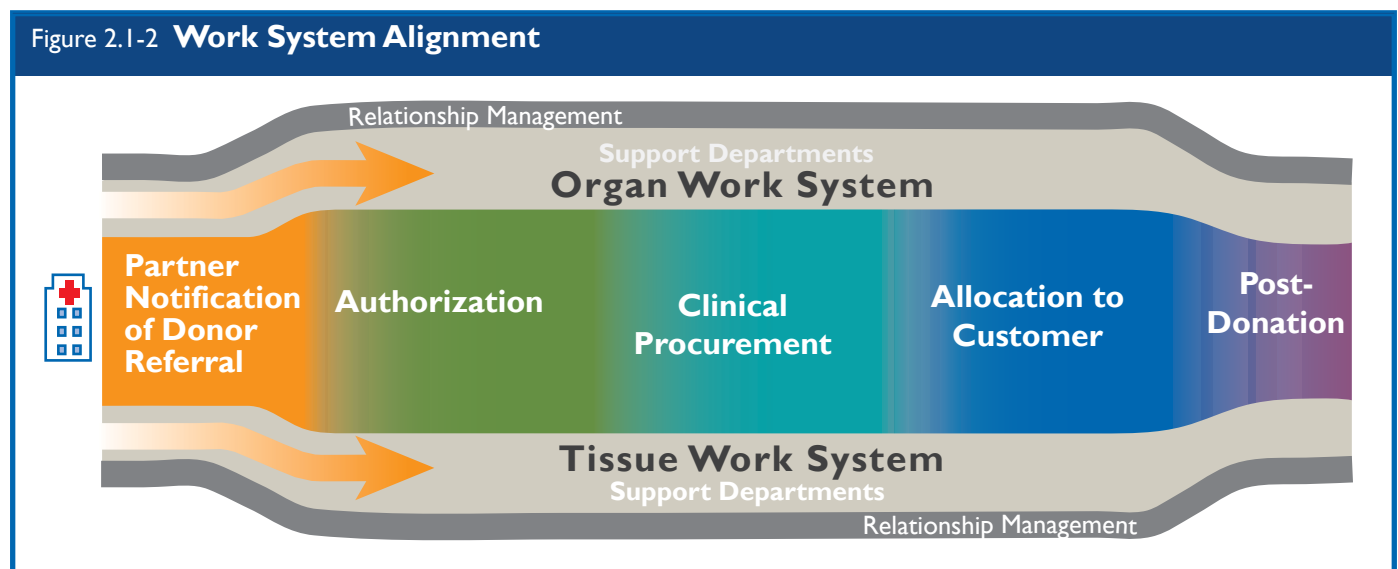 Figure 2.1-2 Work System Alignment
Relationship Management
Support Departments
Organ Work System
Partner
Notification
of Donor
Referral
Authorization
Clinical
Procurement
Allocation to
Customer
Post-
Donation
Tissue Work System
Support Departments
Relationship Management